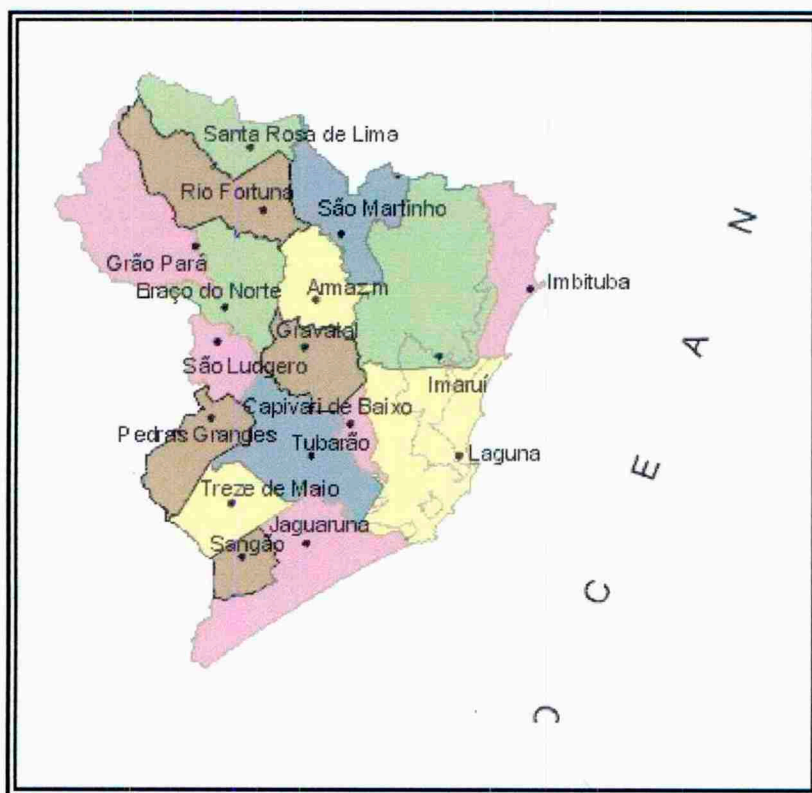 Santa Rosa de Lima
Rio Fortuna
São Martinho
Grão Pará
Imbituba
Braço do Norte
Armaz,m
Gravatal
São Ludgero
Imaruí
Capivari de Baixo
Pedras Grandes
Tubarão
Laguna
Treze de Maio
Jaguaruna
Sangão
O C E A N